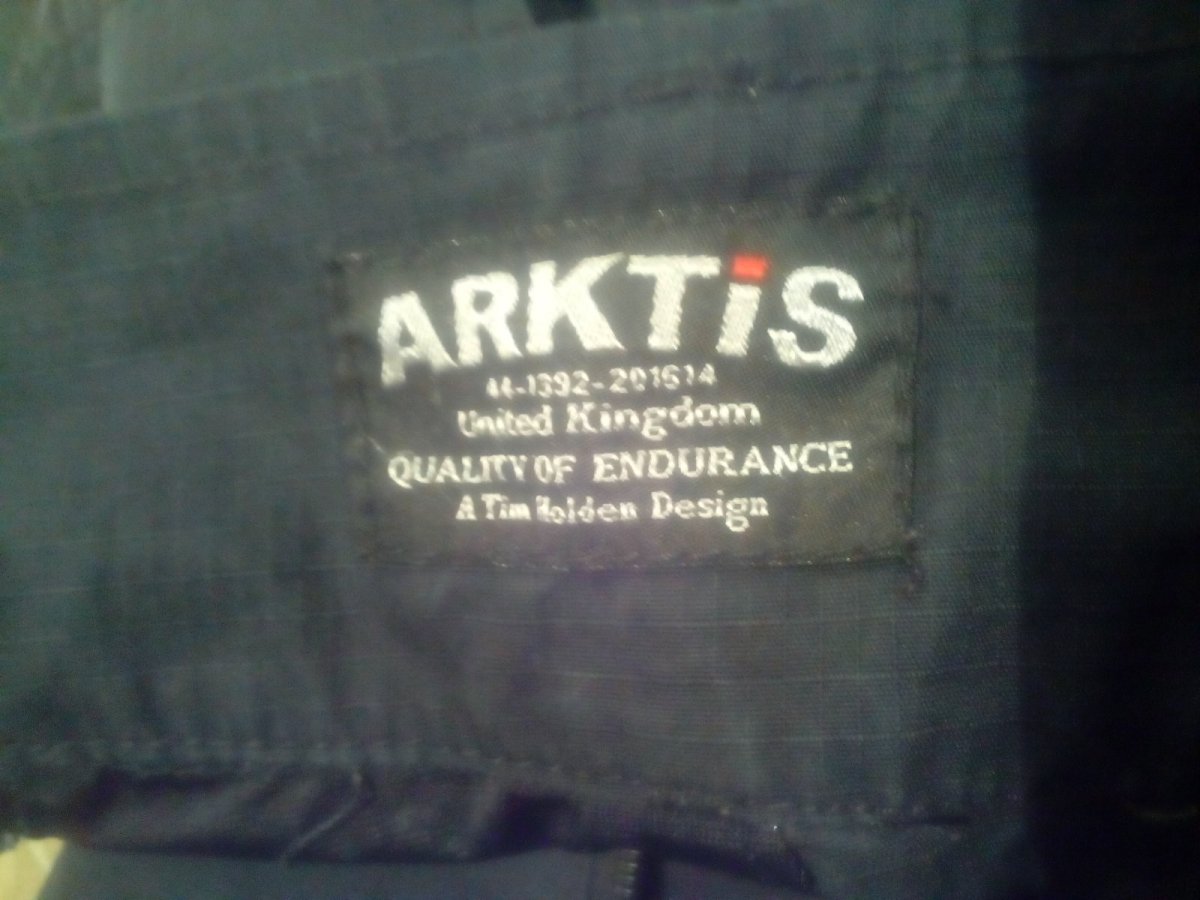 ARKTiS
44-1392-201614
United Kingdom
QUALITY OF ENDURANCE
A Tim Holden Design